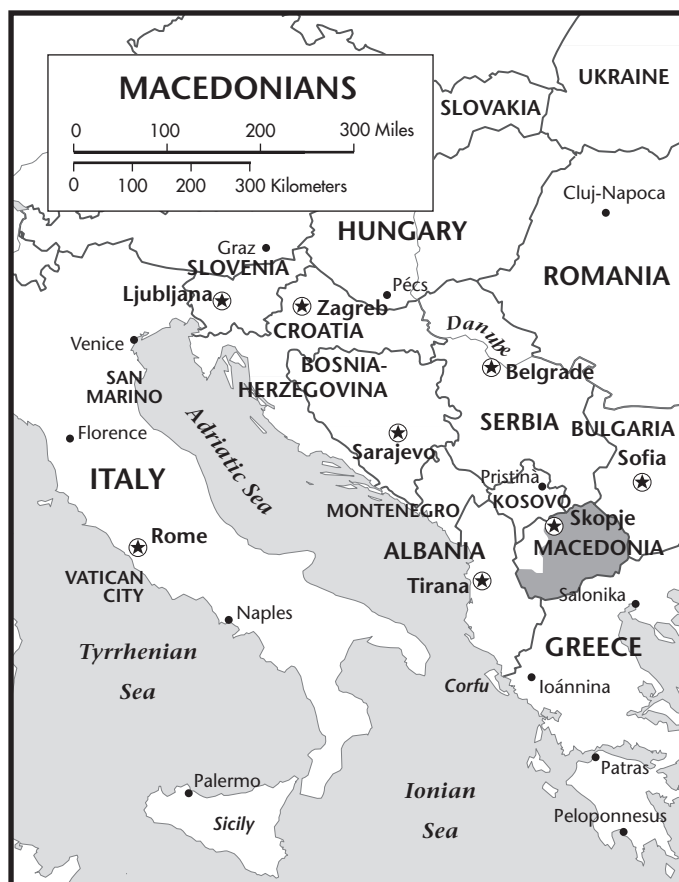 MACEDONIANS
0 100 200 300 Miles
0 100 200 300 Kilometers
UKRAINE
SLOVAKIA
Cluj-Napoca
HUNGARY
Graz
SLOVENIA
ROMANIA
Ljubljana
Pécs
Zagreb
CROATIA
Danube
Venice
BOSNIA-
HERZEGOVINA
Belgrade
SAN
MARINO
SERBIA
BULGARIA
Florence
Adriatic Sea
Sarajevo
Sofia
ITALY
Pristina
KOSOVO
MONTENEGRO
Skopje
Rome
ALBANIA
MACEDONIA
VATICAN
CITY
Tirana
Salonika
Naples
GREECE
Tyrrhenian
Sea
Corfu
Ioánnina
Patras
Palermo
Ionian
Sea
Sicily
Peloponnesus